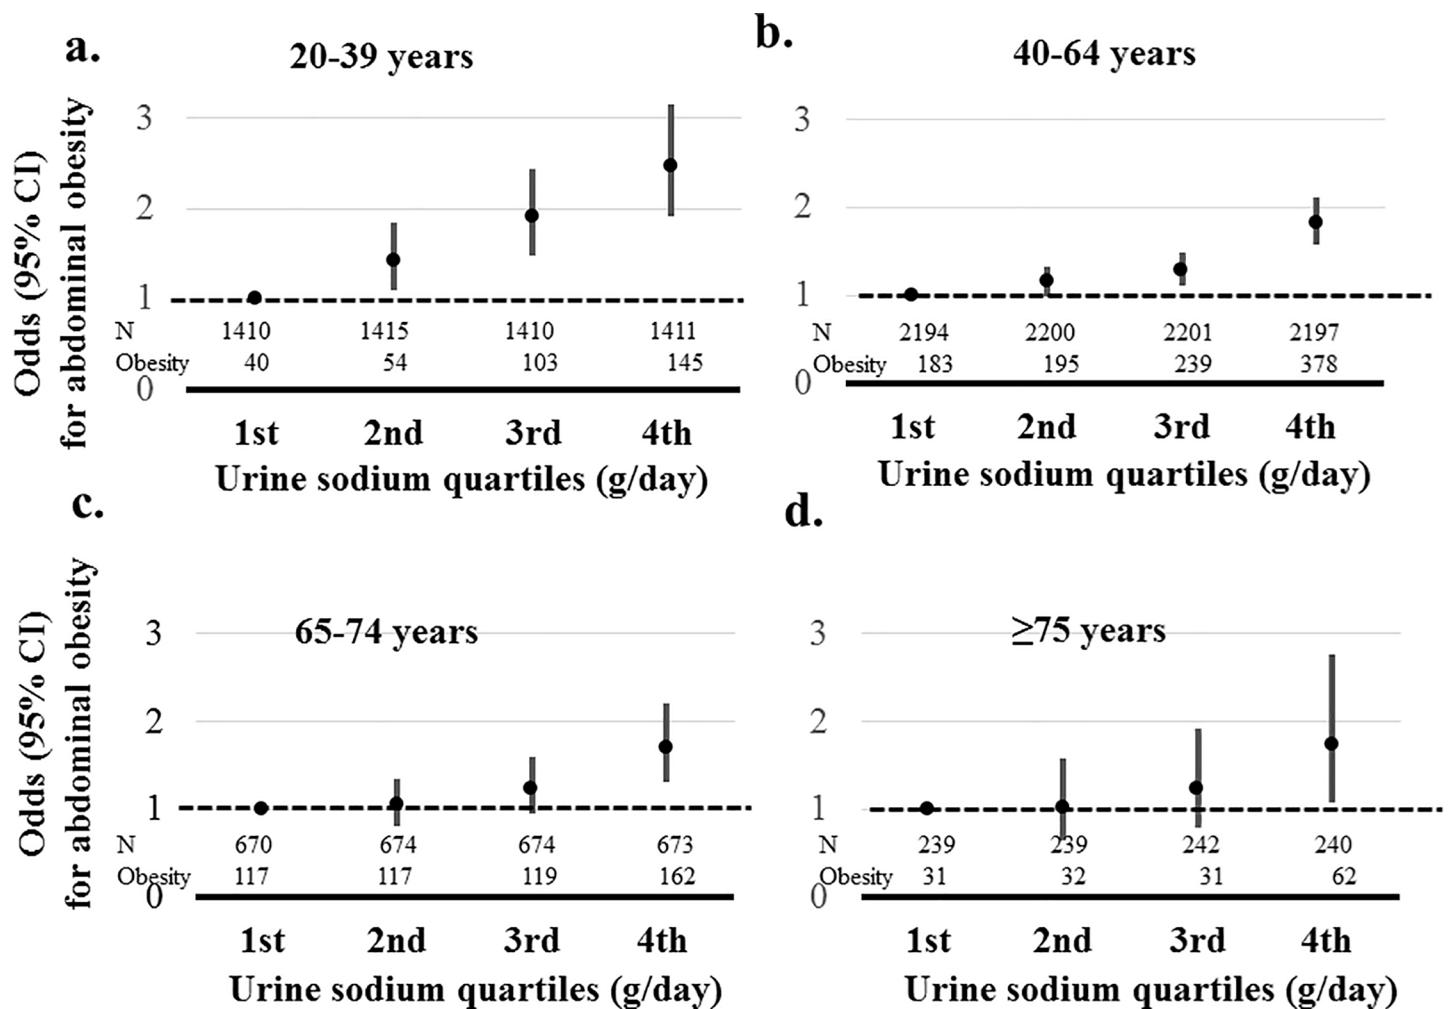 a.
20-39 years
Odds (95% CI)
for abdominal obesity
3
2
1
N 1410 1415 1410 1411
Obesity 40 54 103 145
0
1st 2nd 3rd 4th
Urine sodium quartiles (g/day)
b.
40-64 years
3
2
1
N 2194 2200 2201 2197
Obesity 183 195 239 378
0
1st 2nd 3rd 4th
Urine sodium quartiles (g/day)
c.
65-74 years
Odds (95% CI)
for abdominal obesity
3
2
1
N 670 674 674 673
Obesity 117 117 119 162
0
1st 2nd 3rd 4th
Urine sodium quartiles (g/day)
d.
≥75 years
3
2
1
N 239 239 242 240
Obesity 31 32 31 62
0
1st 2nd 3rd 4th
Urine sodium quartiles (g/day)